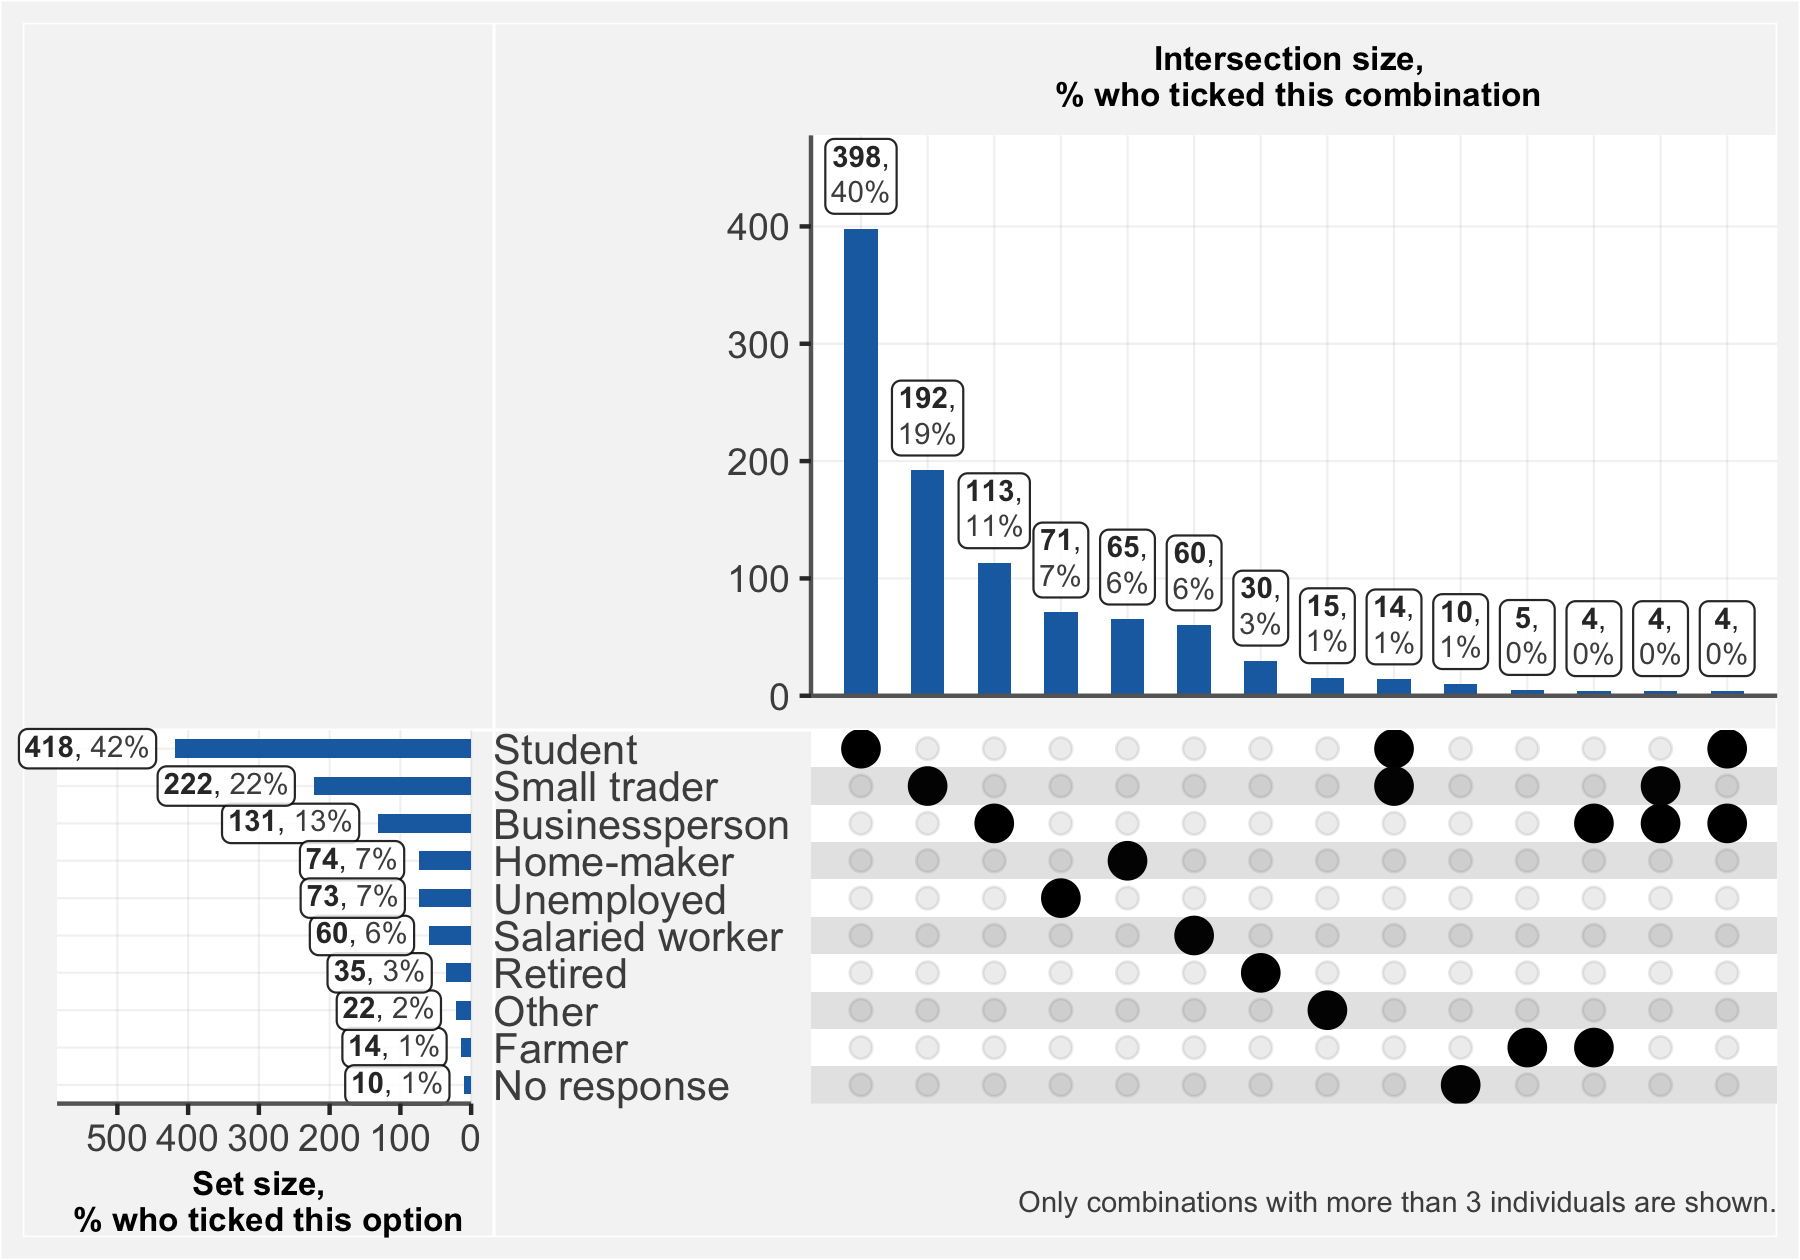 Intersection size,
% who ticked this combination
398,
40%
192,
19%
113,
11%
71,
7%
65,
6%
60,
6%
30,
3%
15,
1%
14,
1%
10,
1%
5,
0%
4,
0%
4,
0%
4,
0%
400
300
200
100
0
418, 42%
Student
222, 22%
Small trader
131, 13%
Businessperson
74, 7%
Home-maker
73, 7%
Unemployed
60, 6%
Salaried worker
35, 3%
Retired
22, 2%
Other
14, 1%
Farmer
10, 1%
No response
500 400 300 200 100 0
Set size,
% who ticked this option
Only combinations with more than 3 individuals are shown.